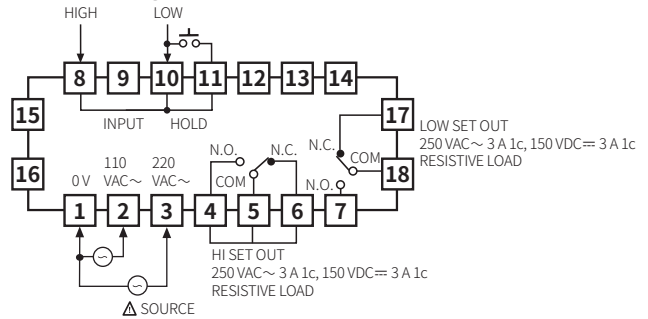 HIGH LOW
8 9 10 11 12 13 14
INPUT HOLD
15
16
17
18
LOW SET OUT
250 VAC～ 3 A 1c, 150 VDC⎓ 3 A 1c
RESISTIVE LOAD
N.C.
COM
N.O.
0 V
110
VAC～
220
VAC～
N.O.
COM
N.C.
1 2 3 4 5 6 7
HI SET OUT
250 VAC～ 3 A 1c, 150 VDC⎓ 3 A 1c
RESISTIVE LOAD
SOURCE